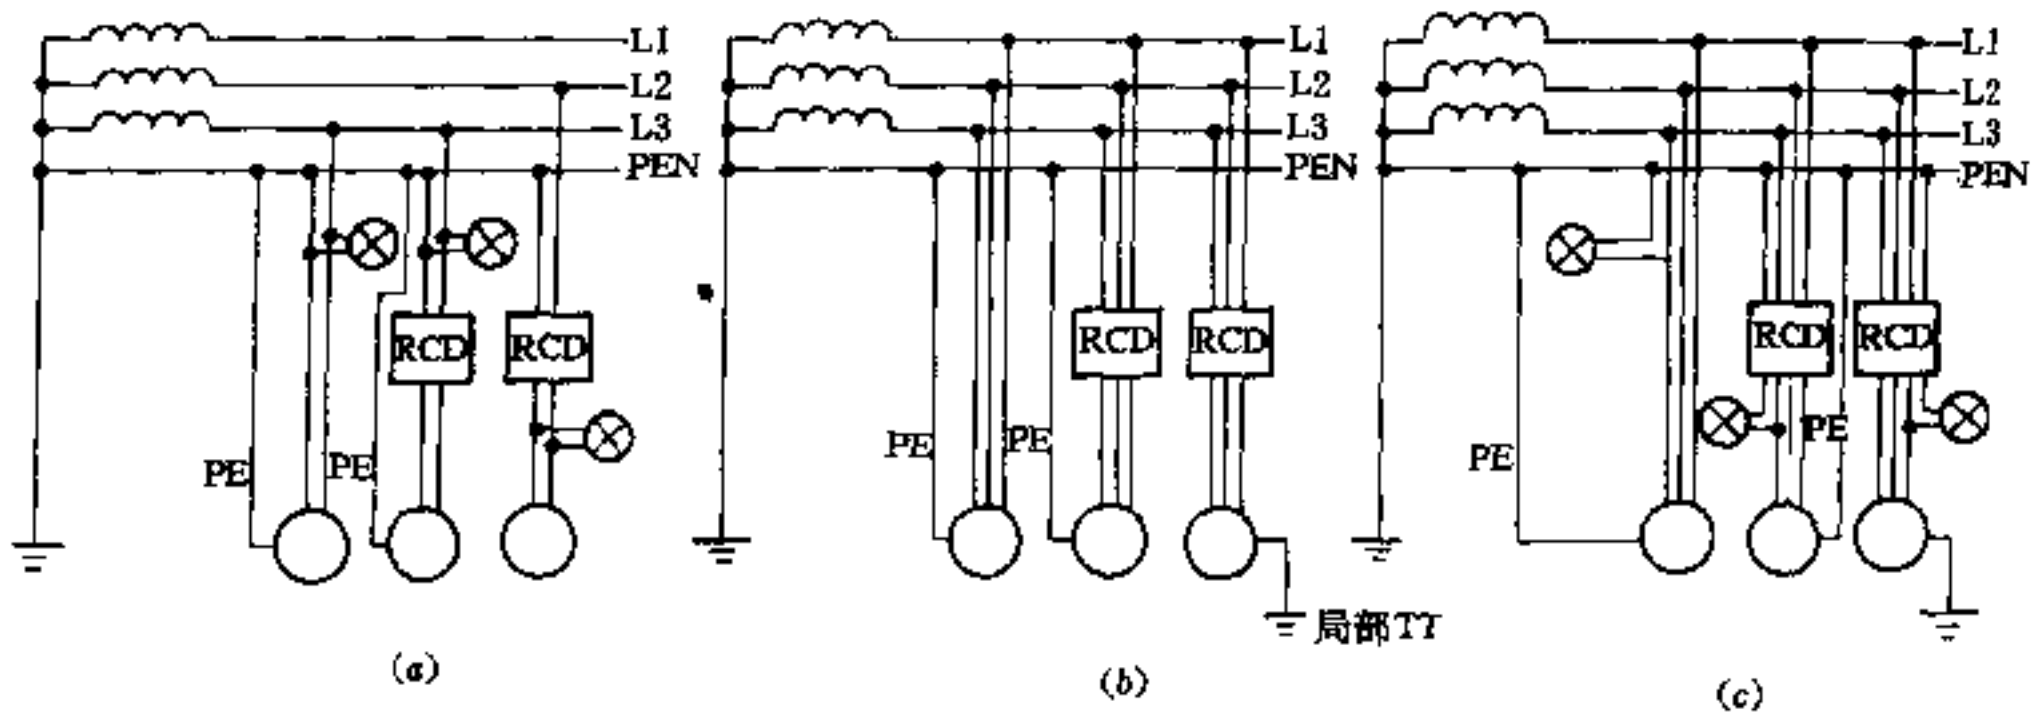 L1
L2
L3
PEN
RCD
RCD
PE
PE
(a)
L1
L2
L3
PEN
RCD
RCD
PE
PE
局部TT
(b)
L1
L2
L3
PEN
RCD
RCD
PE
PE
(c)